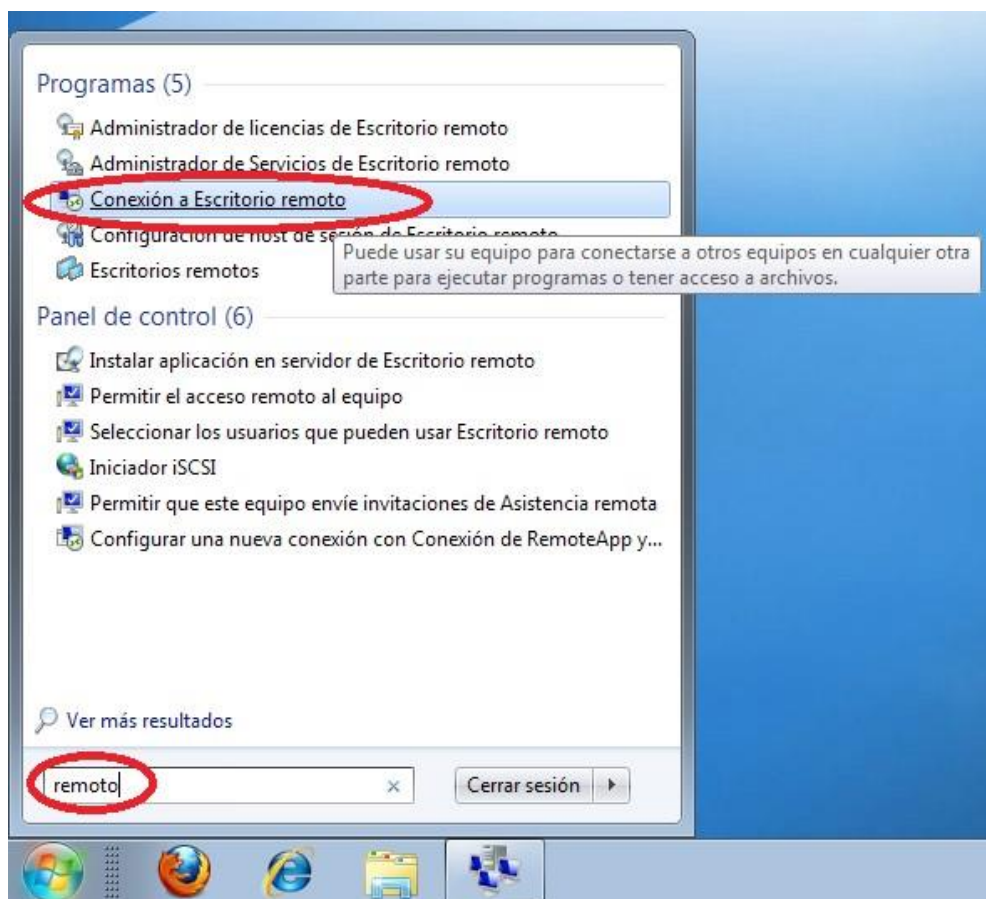 Programas (5)
Administrador de licencias de Escritorio remoto
Administrador de Servicios de Escritorio remoto
Conexión a Escritorio remoto
Configuración de host de sesión de Escritorio remoto
Puede usar su equipo para conectarse a otros equipos en cualquier otra
parte para ejecutar programas o tener acceso a archivos.
Escritorios remotos
Panel de control (6)
Instalar aplicación en servidor de Escritorio remoto
Permitir el acceso remoto al equipo
Seleccionar los usuarios que pueden usar Escritorio remoto
Iniciador iSCSI
Permitir que este equipo envíe invitaciones de Asistencia remota
Configurar una nueva conexión con Conexión de RemoteApp y...
Ver más resultados
remoto
Cerrar sesión